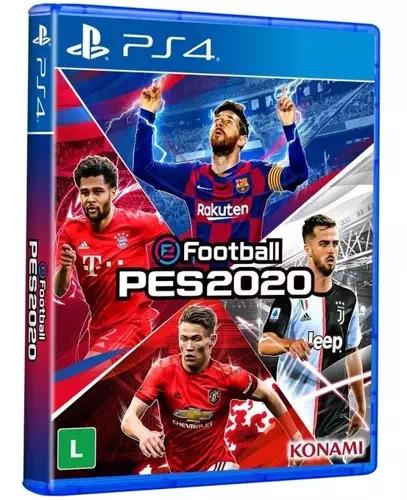 PS4
PS4
Rakuten
T
eFootball
PES2020
eFootball
PES2020
Jeep
CHEVROLET
L
KONAMI